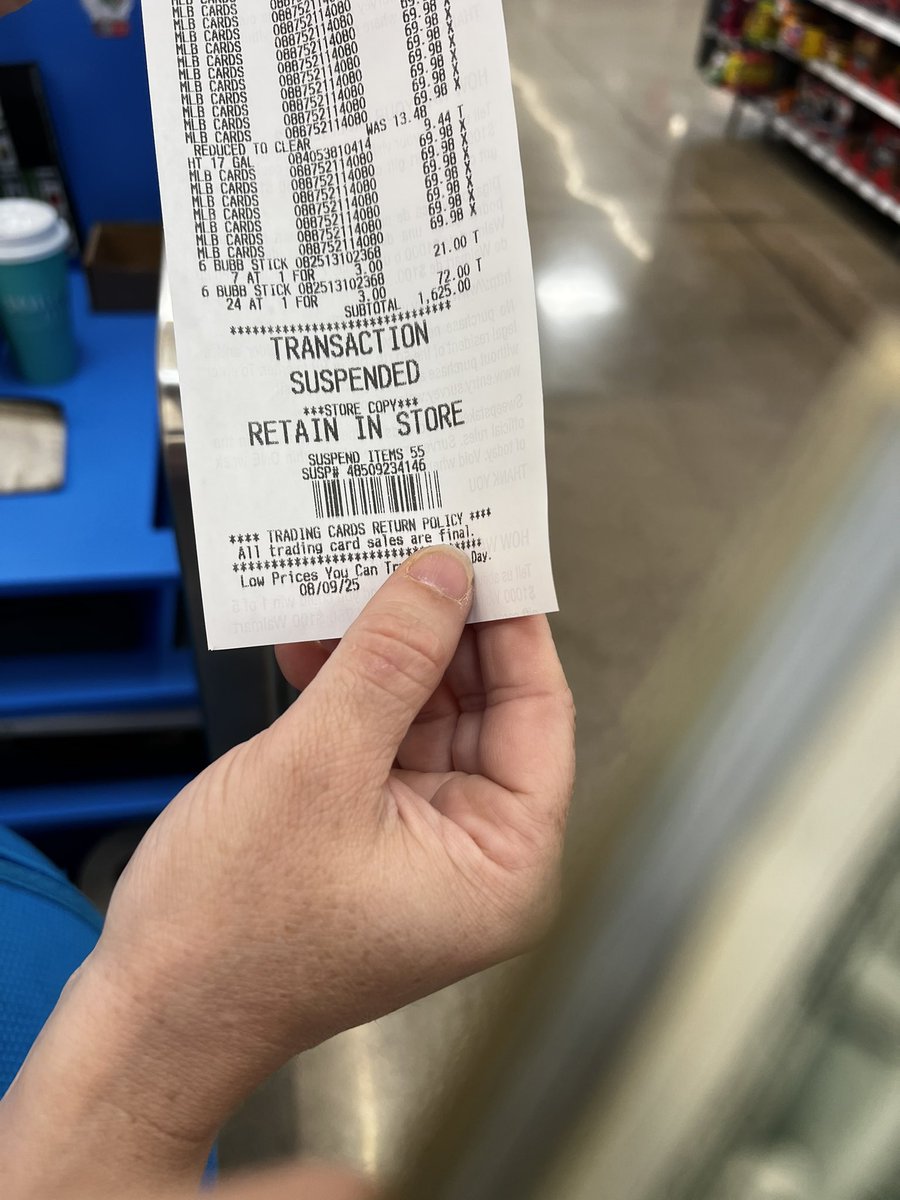 MLB CARDS 088752114080 69.98 X
MLB CARDS 088752114080 69.98 X
MLB CARDS 088752114080 69.98 X
MLB CARDS 088752114080 69.98 X
MLB CARDS 088752114080 69.98 X
MLB CARDS 088752114080 69.98 X
MLB CARDS 088752114080 69.98 X
MLB CARDS 088752114080 69.98 X
MLB CARDS 088752114080 69.98 X
REDUCED TO CLEAR WAS 13.48
HT 17 GAL 084053810414 9.44 T
MLB CARDS 088752114080 69.98 X
MLB CARDS 088752114080 69.98 X
MLB CARDS 088752114080 69.98 X
MLB CARDS 088752114080 69.98 X
MLB CARDS 088752114080 69.98 X
MLB CARDS 088752114080 69.98 X
MLB CARDS 088752114080 69.98 X
6 BUBB STICK 082513102368
7 AT 1 FOR 3.00 21.00 T
6 BUBB STICK 082513102368
24 AT 1 FOR 3.00 72.00 T
SUBTOTAL 1,625.00
********************************
TRANSACTION
SUSPENDED
***STORE COPY***
RETAIN IN STORE
SUSPEND ITEMS 55
SUSP# 48509234146
**** TRADING CARDS RETURN POLICY ****
All trading card sales are final.
****************************************
Low Prices You Can Day.
08/09/25